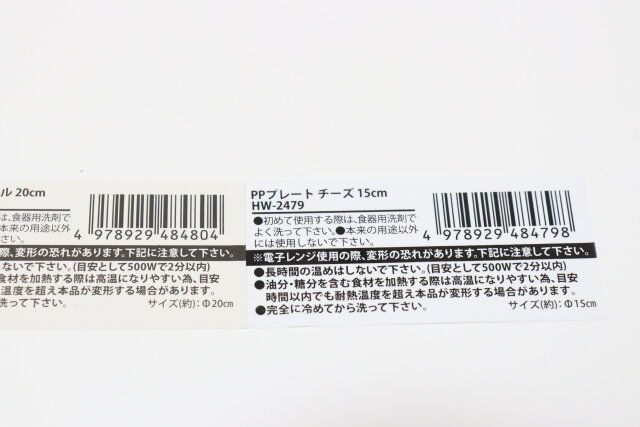 ル 20cm
は、食器用洗剤で
本来の用途以外
さい。
4 978929 484804
際、変形の恐れがあります。下記に注意して下さい。
ないで下さい。(目安として500Wで2分以内)
食材を加熱する際は高温になりやすい為、目安
温度を超え本品が変形する場合があります。
洗って下さい。
サイズ(約):Φ20cm
PPプレート チーズ 15cm
HW-2479
●初めて使用する際は、食器用洗剤で
よく洗って下さい。●本来の用途以外
には使用しないで下さい。
4 978929 484798
※電子レンジ使用の際、変形の恐れがあります。下記に注意して下さい。
●長時間の温めはしないで下さい。(目安として500Wで2分以内)
●油分・糖分を含む食材を加熱する際は高温になりやすい為、目安
時間以内でも耐熱温度を超え本品が変形する場合があります。
●完全に冷めてから洗って下さい。
サイズ(約):Φ15cm